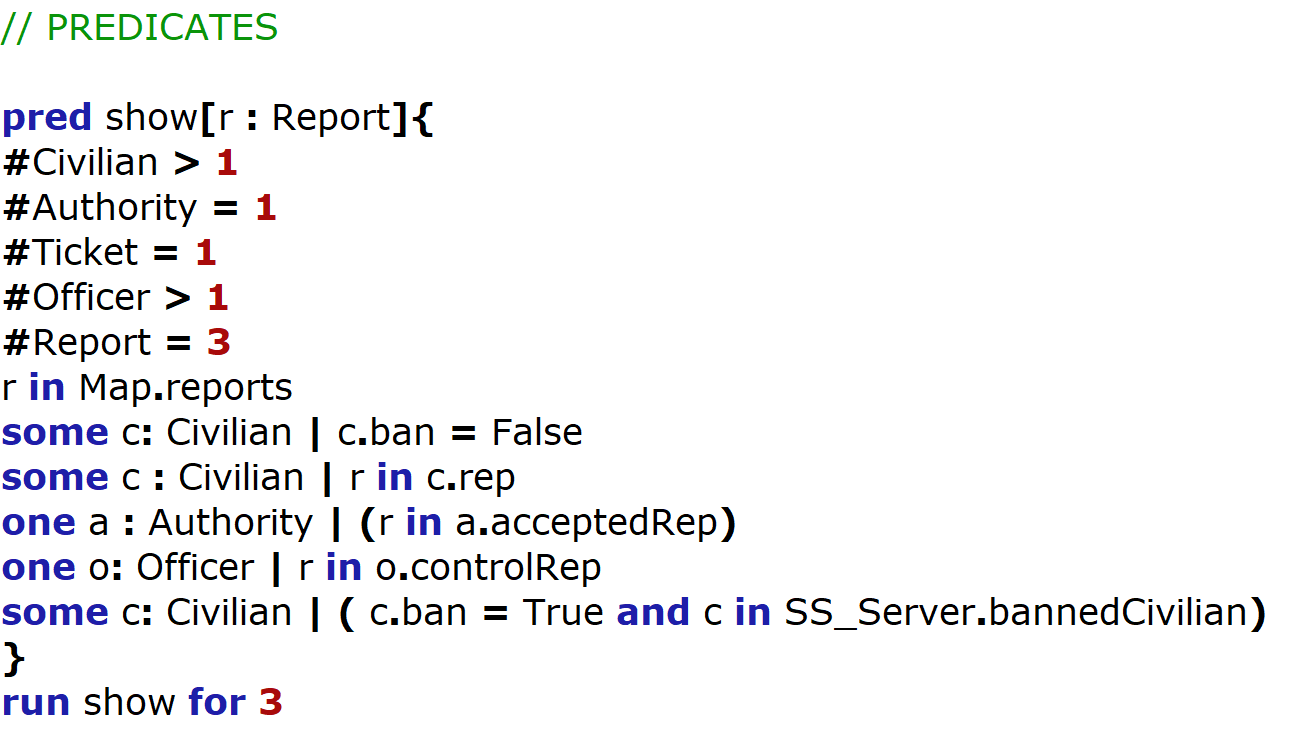 // PREDICATES
pred show[r : Report]{
#Civilian > 1
#Authority = 1
#Ticket = 1
#Officer > 1
#Report = 3
r in Map.reports
some c: Civilian | c.ban = False
some c : Civilian | r in c.rep
one a : Authority | (r in a.acceptedRep)
one o: Officer | r in o.controlRep
some c: Civilian | ( c.ban = True and c in SS_Server.bannedCivilian)
}
run show for 3